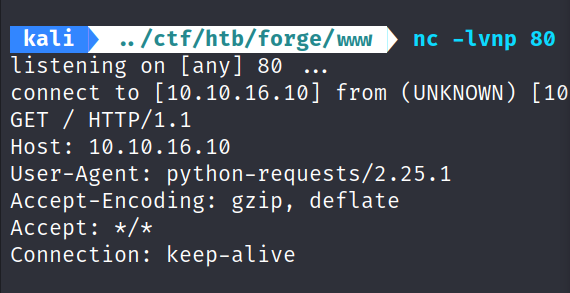 kali ../ctf/htb/forge/www nc -lvnp 80
listening on [any] 80 ...
connect to [10.10.16.10] from (UNKNOWN) [10
GET / HTTP/1.1
Host: 10.10.16.10
User-Agent: python-requests/2.25.1
Accept-Encoding: gzip, deflate
Accept: */*
Connection: keep-alive